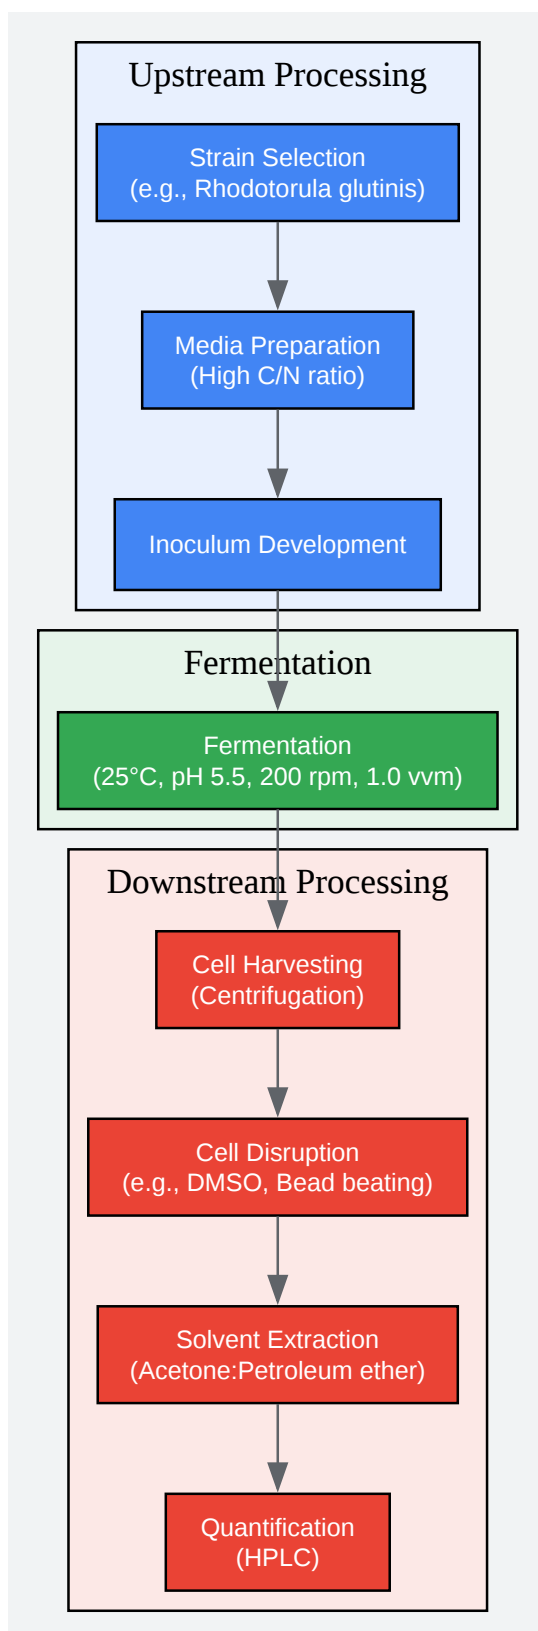 Upstream Processing
Strain Selection
(e.g., Rhodotorula glutinis)
Media Preparation
(High C/N ratio)
Inoculum Development
Fermentation
Fermentation
(25°C, pH 5.5, 200 rpm, 1.0 vvm)
Downstream Processing
Cell Harvesting
(Centrifugation)
Cell Disruption
(e.g., DMSO, Bead beating)
Solvent Extraction
(Acetone:Petroleum ether)
Quantification
(HPLC)